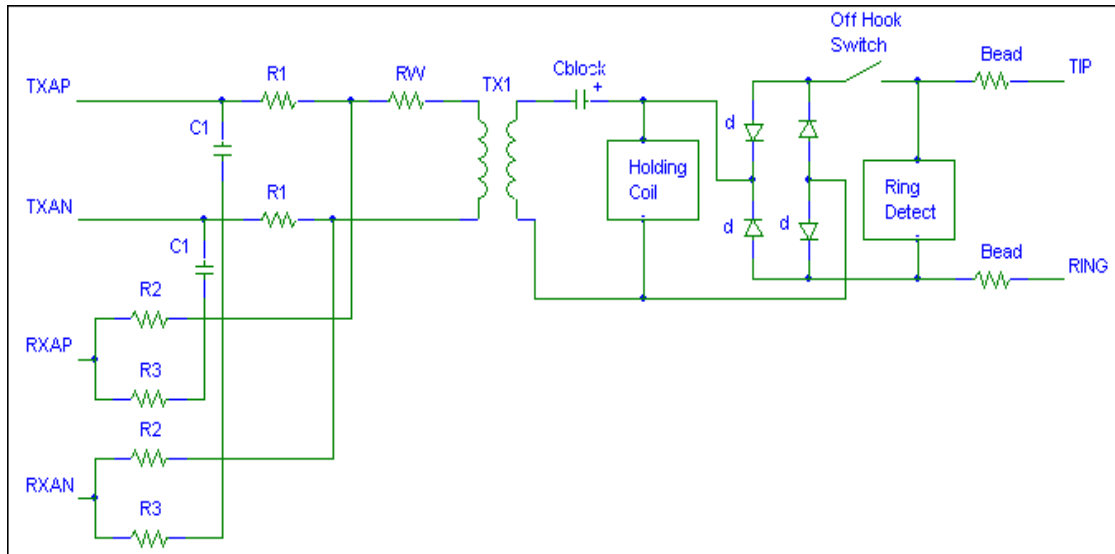 Off Hook
Switch
Bead
TIP
TXAP
R1
RW
TX1
Cblock
+
C1
d
Holding
Coil
Ring
Detect
TXAN
R1
d
d
C1
Bead
RING
R2
RXAP
R3
R2
RXAN
R3